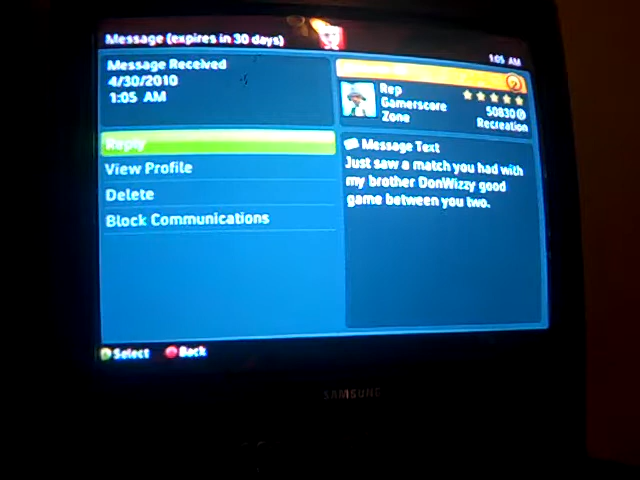 Message (expires in 30 days)
1:05 AM
Message Received
4/30/2010
1:05 AM
Reply
View Profile
Delete
Block Communications
Rep
Gamerscore
50830 G
Zone
Recreation
Message Text
Just saw a match you had with
my brother DonWizzy good
game between you two.
A Select
B Back
SAMSUNG